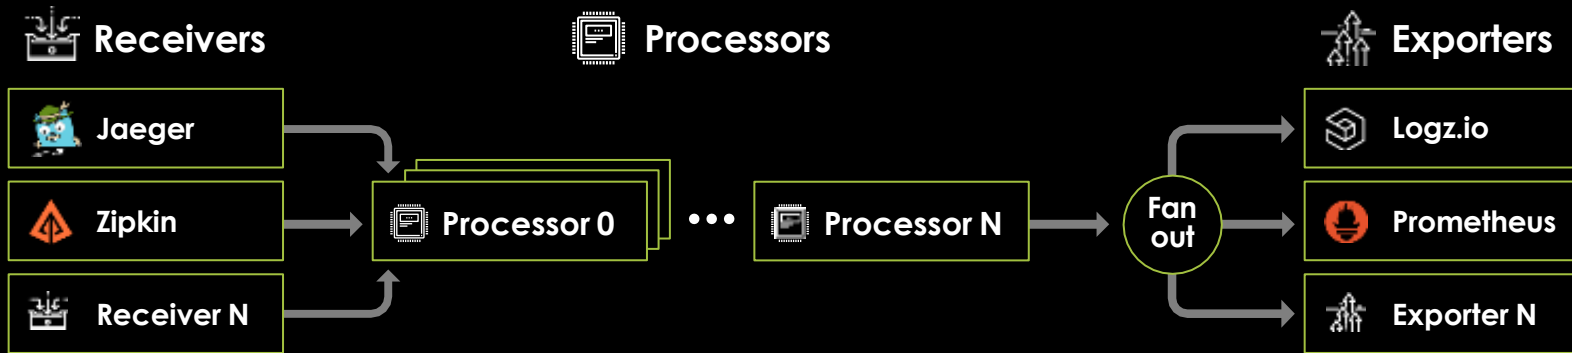 Receivers
Processors
Exporters
Jaeger
Zipkin
Receiver N
Processor 0
•••
Processor N
Fan
out
Logz.io
Prometheus
Exporter N